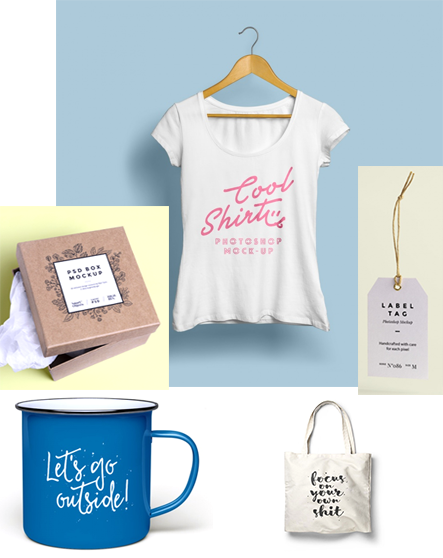 Cool
Shirt
PHOTOSHOP
MOCK-UP
PSD BOX
MOCKUP
LABEL
TAG
Photoshop Mockup
Handcrafted with care
for each pixel
Nº086
M
Let's go
outside!
focus
on
your
own
shit